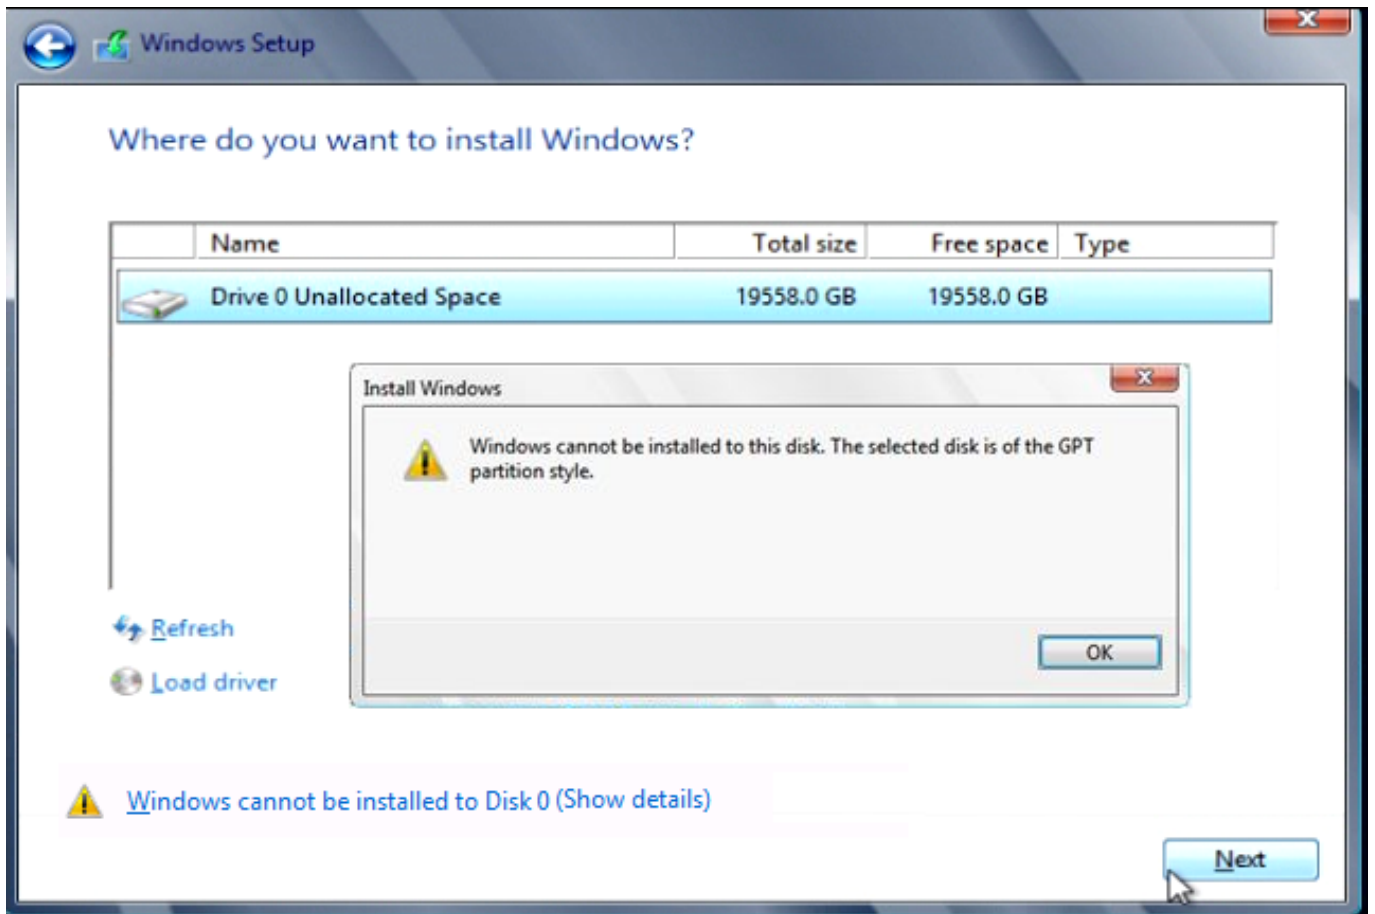 Windows Setup
Where do you want to install Windows?
Name Total size Free space Type
Drive 0 Unallocated Space 19558.0 GB 19558.0 GB
Install Windows
Windows cannot be installed to this disk. The selected disk is of the GPT
partition style.
OK
Refresh
Load driver
Windows cannot be installed to Disk 0 (Show details)
Next